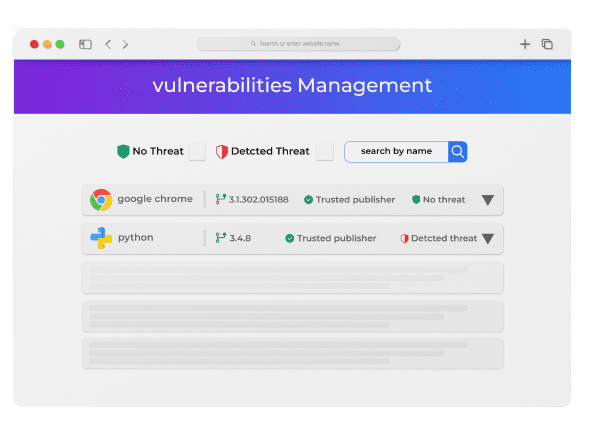 Search or enter website name
vulnerabilities Management
No Threat Detcted Threat search by name
google chrome 3.1.302.015188 Trusted publisher No threat
python 3.4.8 Trusted publisher Detcted threat